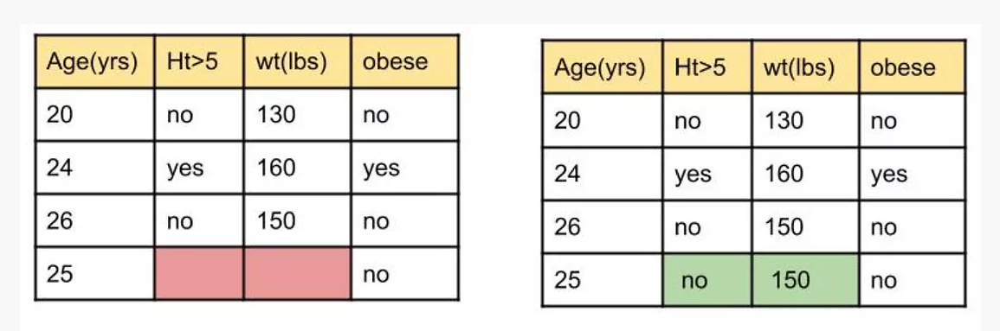 Age(yrs) Ht>5 wt(lbs) obese
20 no 130 no
24 yes 160 yes
26 no 150 no
25 no
Age(yrs) Ht>5 wt(lbs) obese
20 no 130 no
24 yes 160 yes
26 no 150 no
25 no 150 no